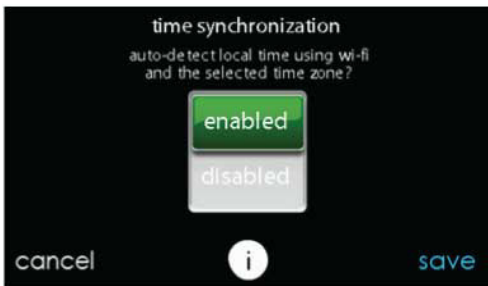 time synchronization
auto-detect local time using wi-fi
and the selected time zone?
enabled
disabled
cancel
i
save